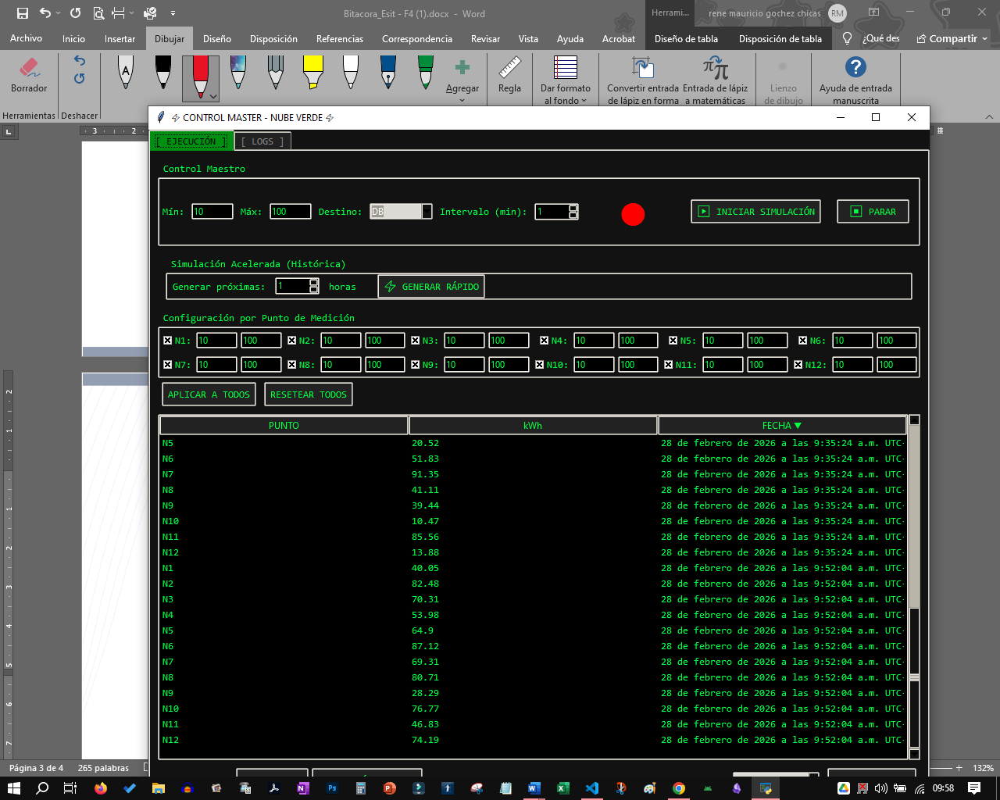 Bitacora_Esit - F4 (1).docx - Word
Herrami...
rene mauricio gochez chicas
RM
Archivo
Inicio
Insertar
Dibujar
Diseño
Disposición
Referencias
Correspondencia
Revisar
Vista
Ayuda
Acrobat
Diseño de tabla
Disposición de tabla
¿Qué des
Compartir
Borrador
Agregar
Regla
Dar formato al fondo
Convertir entrada de lápiz en forma
Entrada de lápiz a matemáticas
Lienzo de dibujo
Ayuda de entrada manuscrita
Herramientas
Deshacer
CONTROL MASTER - NUBE VERDE
[ EJECUCIÓN ]
[ LOGS ]
Control Maestro
Mín: 10 Máx: 100 Destino: DB Intervalo (min): 1 INICIAR SIMULACIÓN PARAR
Simulación Acelerada (Histórica)
Generar próximas: 1 horas GENERAR RÁPIDO
Configuración por Punto de Medición
N1: 10 100 N2: 10 100 N3: 10 100 N4: 10 100 N5: 10 100 N6: 10 100
N7: 10 100 N8: 10 100 N9: 10 100 N10: 10 100 N11: 10 100 N12: 10 100
APLICAR A TODOS RESETEAR TODOS
PUNTO kWh FECHA ▼
N5 20.52 28 de febrero de 2026 a las 9:35:24 a.m. UTC-
N6 51.83 28 de febrero de 2026 a las 9:35:24 a.m. UTC-
N7 91.35 28 de febrero de 2026 a las 9:35:24 a.m. UTC-
N8 41.11 28 de febrero de 2026 a las 9:35:24 a.m. UTC-
N9 39.44 28 de febrero de 2026 a las 9:35:24 a.m. UTC-
N10 10.47 28 de febrero de 2026 a las 9:35:24 a.m. UTC-
N11 85.56 28 de febrero de 2026 a las 9:35:24 a.m. UTC-
N12 13.88 28 de febrero de 2026 a las 9:35:24 a.m. UTC-
N1 40.05 28 de febrero de 2026 a las 9:52:04 a.m. UTC-
N2 82.48 28 de febrero de 2026 a las 9:52:04 a.m. UTC-
N3 70.31 28 de febrero de 2026 a las 9:52:04 a.m. UTC-
N4 53.98 28 de febrero de 2026 a las 9:52:04 a.m. UTC-
N5 64.9 28 de febrero de 2026 a las 9:52:04 a.m. UTC-
N6 87.12 28 de febrero de 2026 a las 9:52:04 a.m. UTC-
N7 69.31 28 de febrero de 2026 a las 9:52:04 a.m. UTC-
N8 80.71 28 de febrero de 2026 a las 9:52:04 a.m. UTC-
N9 28.29 28 de febrero de 2026 a las 9:52:04 a.m. UTC-
N10 76.77 28 de febrero de 2026 a las 9:52:04 a.m. UTC-
N11 46.83 28 de febrero de 2026 a las 9:52:04 a.m. UTC-
N12 74.19 28 de febrero de 2026 a las 9:52:04 a.m. UTC-
Página 3 de 4
265 palabras
132%
09:58